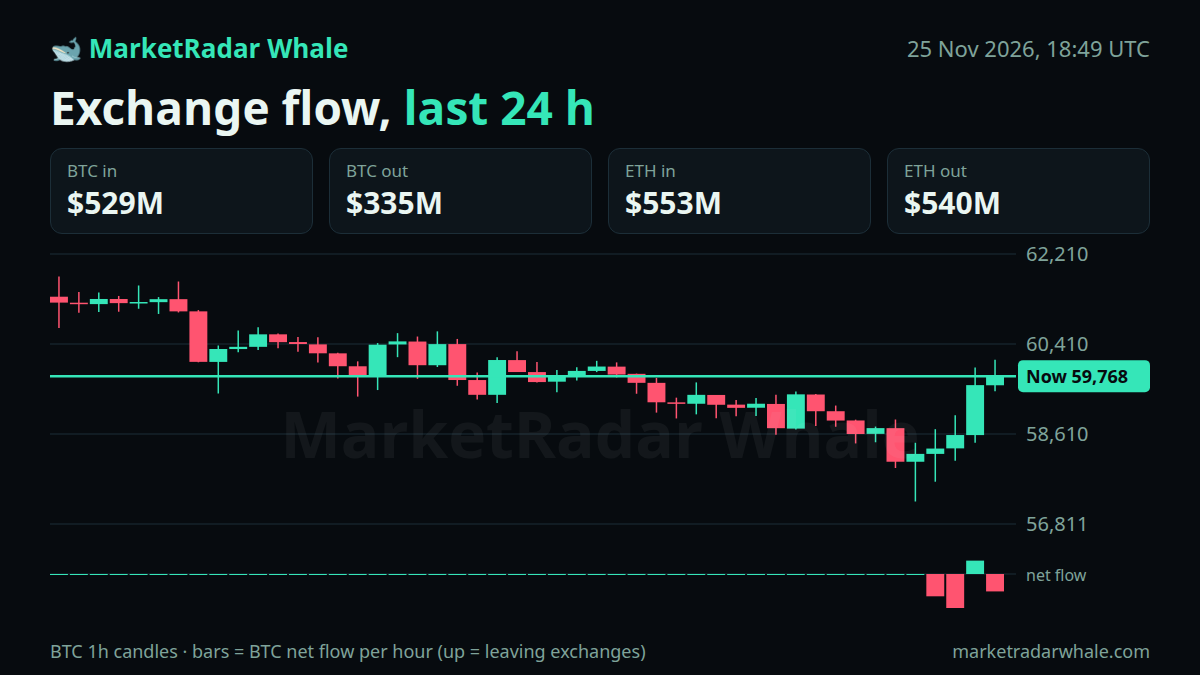 🐋 MarketRadar Whale
25 Nov 2026, 18:49 UTC
Exchange flow, last 24 h
BTC in
$529M
BTC out
$335M
ETH in
$553M
ETH out
$540M
62,210
60,410
Now 59,768
MarketRadar Whale
58,610
56,811
net flow
BTC 1h candles · bars = BTC net flow per hour (up = leaving exchanges)
marketradarwhale.com